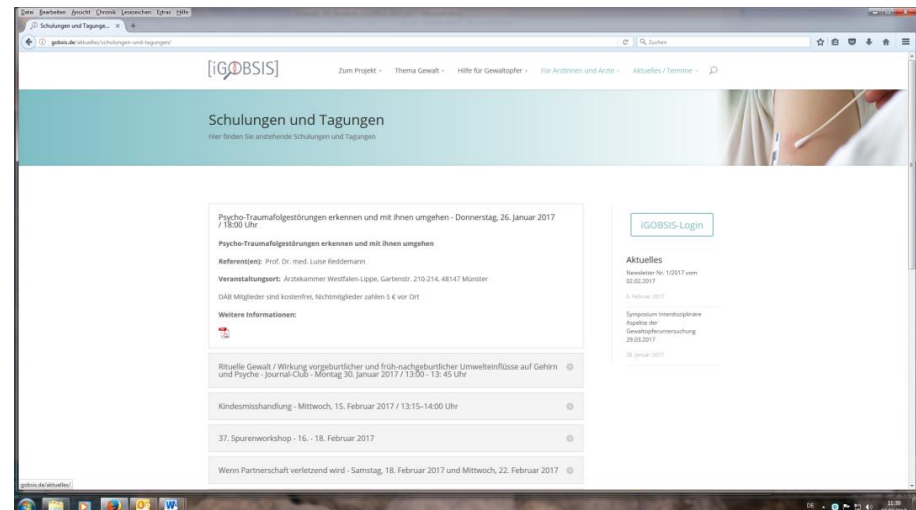 Datei Bearbeiten Ansicht Chronik Lesezeichen Extras Hilfe
Schulungen und Tagunge...
gobsis.de/aktuelles/schulungen-und-tagungen/
Suchen
[iGOBSIS]
Zum Projekt Thema Gewalt Hilfe für Gewaltopfer Für Ärztinnen und Ärzte Aktuelles / Termine
Schulungen und Tagungen
Hier finden Sie anstehende Schulungen und Tagungen
Psycho-Traumafolgestörungen erkennen und mit ihnen umgehen - Donnerstag, 26. Januar 2017
/ 18:00 Uhr
Psycho-Traumafolgestörungen erkennen und mit ihnen umgehen
Referent(en): Prof. Dr. med. Luise Reddemann
Veranstaltungsort: Ärztekammer Westfalen-Lippe, Gartenstr. 210-214, 48147 Münster
DÄB Mitglieder sind kostenfrei, Nichtmitglieder zahlen 5 € vor Ort
Weitere Informationen:
Rituelle Gewalt / Wirkung vorgeburtlicher und früh-nachgeburtlicher Umwelteinflüsse auf Gehirn
und Psyche - Journal-Club - Montag 30. Januar 2017 / 13:00 - 13: 45 Uhr
Kindesmisshandlung - Mittwoch, 15. Februar 2017 / 13:15–14:00 Uhr
37. Spurenworkshop - 16. - 18. Februar 2017
Wenn Partnerschaft verletzend wird - Samstag, 18. Februar 2017 und Mittwoch, 22. Februar 2017
iGOBSIS-Login
Aktuelles
Newsletter Nr. 1/2017 vom
02.02.2017
8. Februar 2017
Symposium Interdisziplinäre
Aspekte der
Gewaltopferuntersuchung
29.03.2017
20. Januar 2017
gobsis.de/aktuelles/
DE
11:39